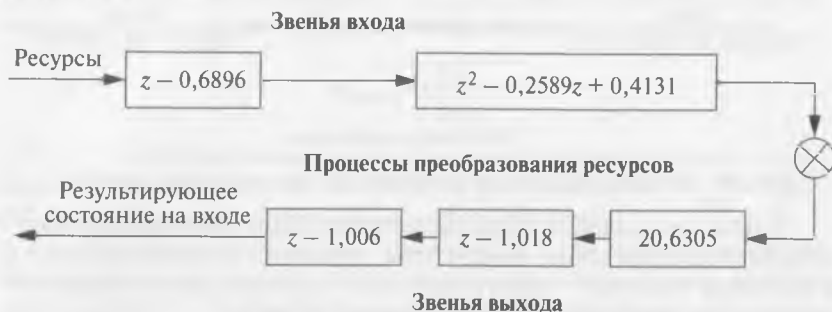 Звенья входа
Ресурсы
z – 0,6896
z² – 0,2589z + 0,4131
Процессы преобразования ресурсов
Результирующее
состояние на входе
z – 1,006
z – 1,018
20,6305
Звенья выхода